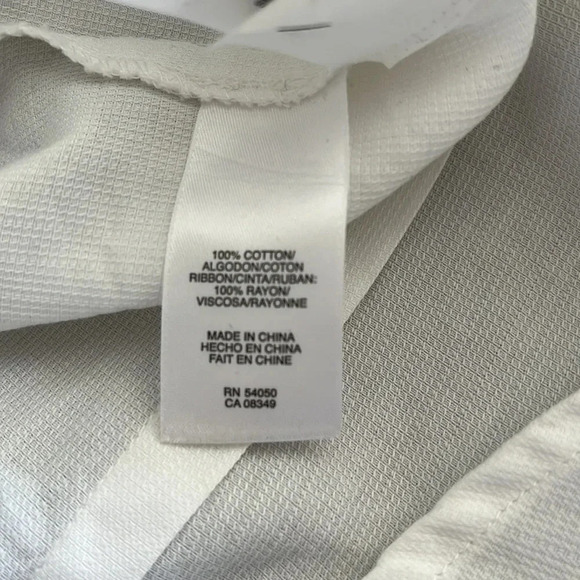 100% COTTON/
ALGODON/COTON
RIBBON/CINTA/RUBAN:
100% RAYON/
VISCOSA/RAYONNE
MADE IN CHINA
HECHO EN CHINA
FAIT EN CHINE
RN 54050
CA 08349